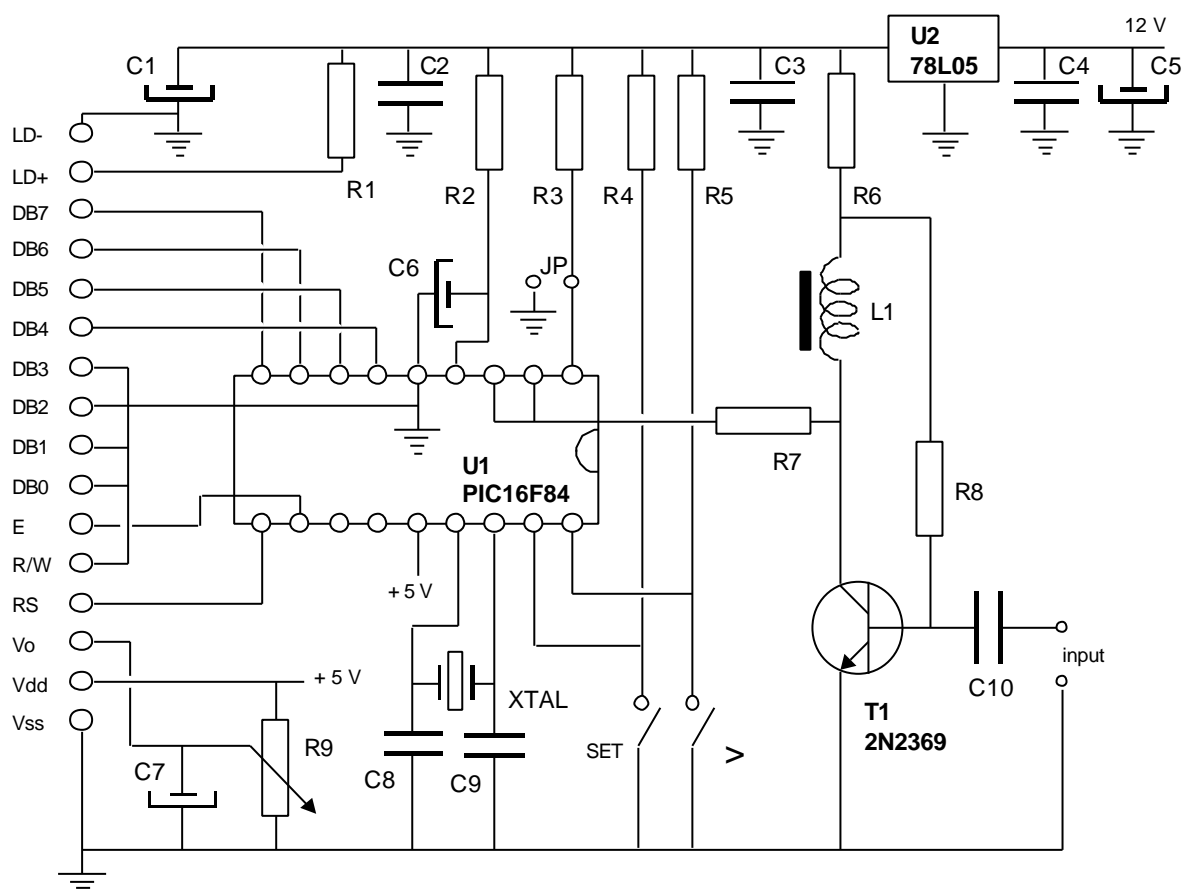 12 V
U2
78L05
C1
C2
C3
C4
C5
LD-
LD+
R1
R2
R3
R4
R5
R6
DB7
DB6
DB5
DB4
DB3
DB2
DB1
DB0
E
R/W
RS
Vo
Vdd
Vss
C6
JP
L1
U1
PIC16F84
R7
R8
+ 5 V
+ 5 V
input
C10
XTAL
T1
2N2369
R9
C7
C8
C9
SET
>